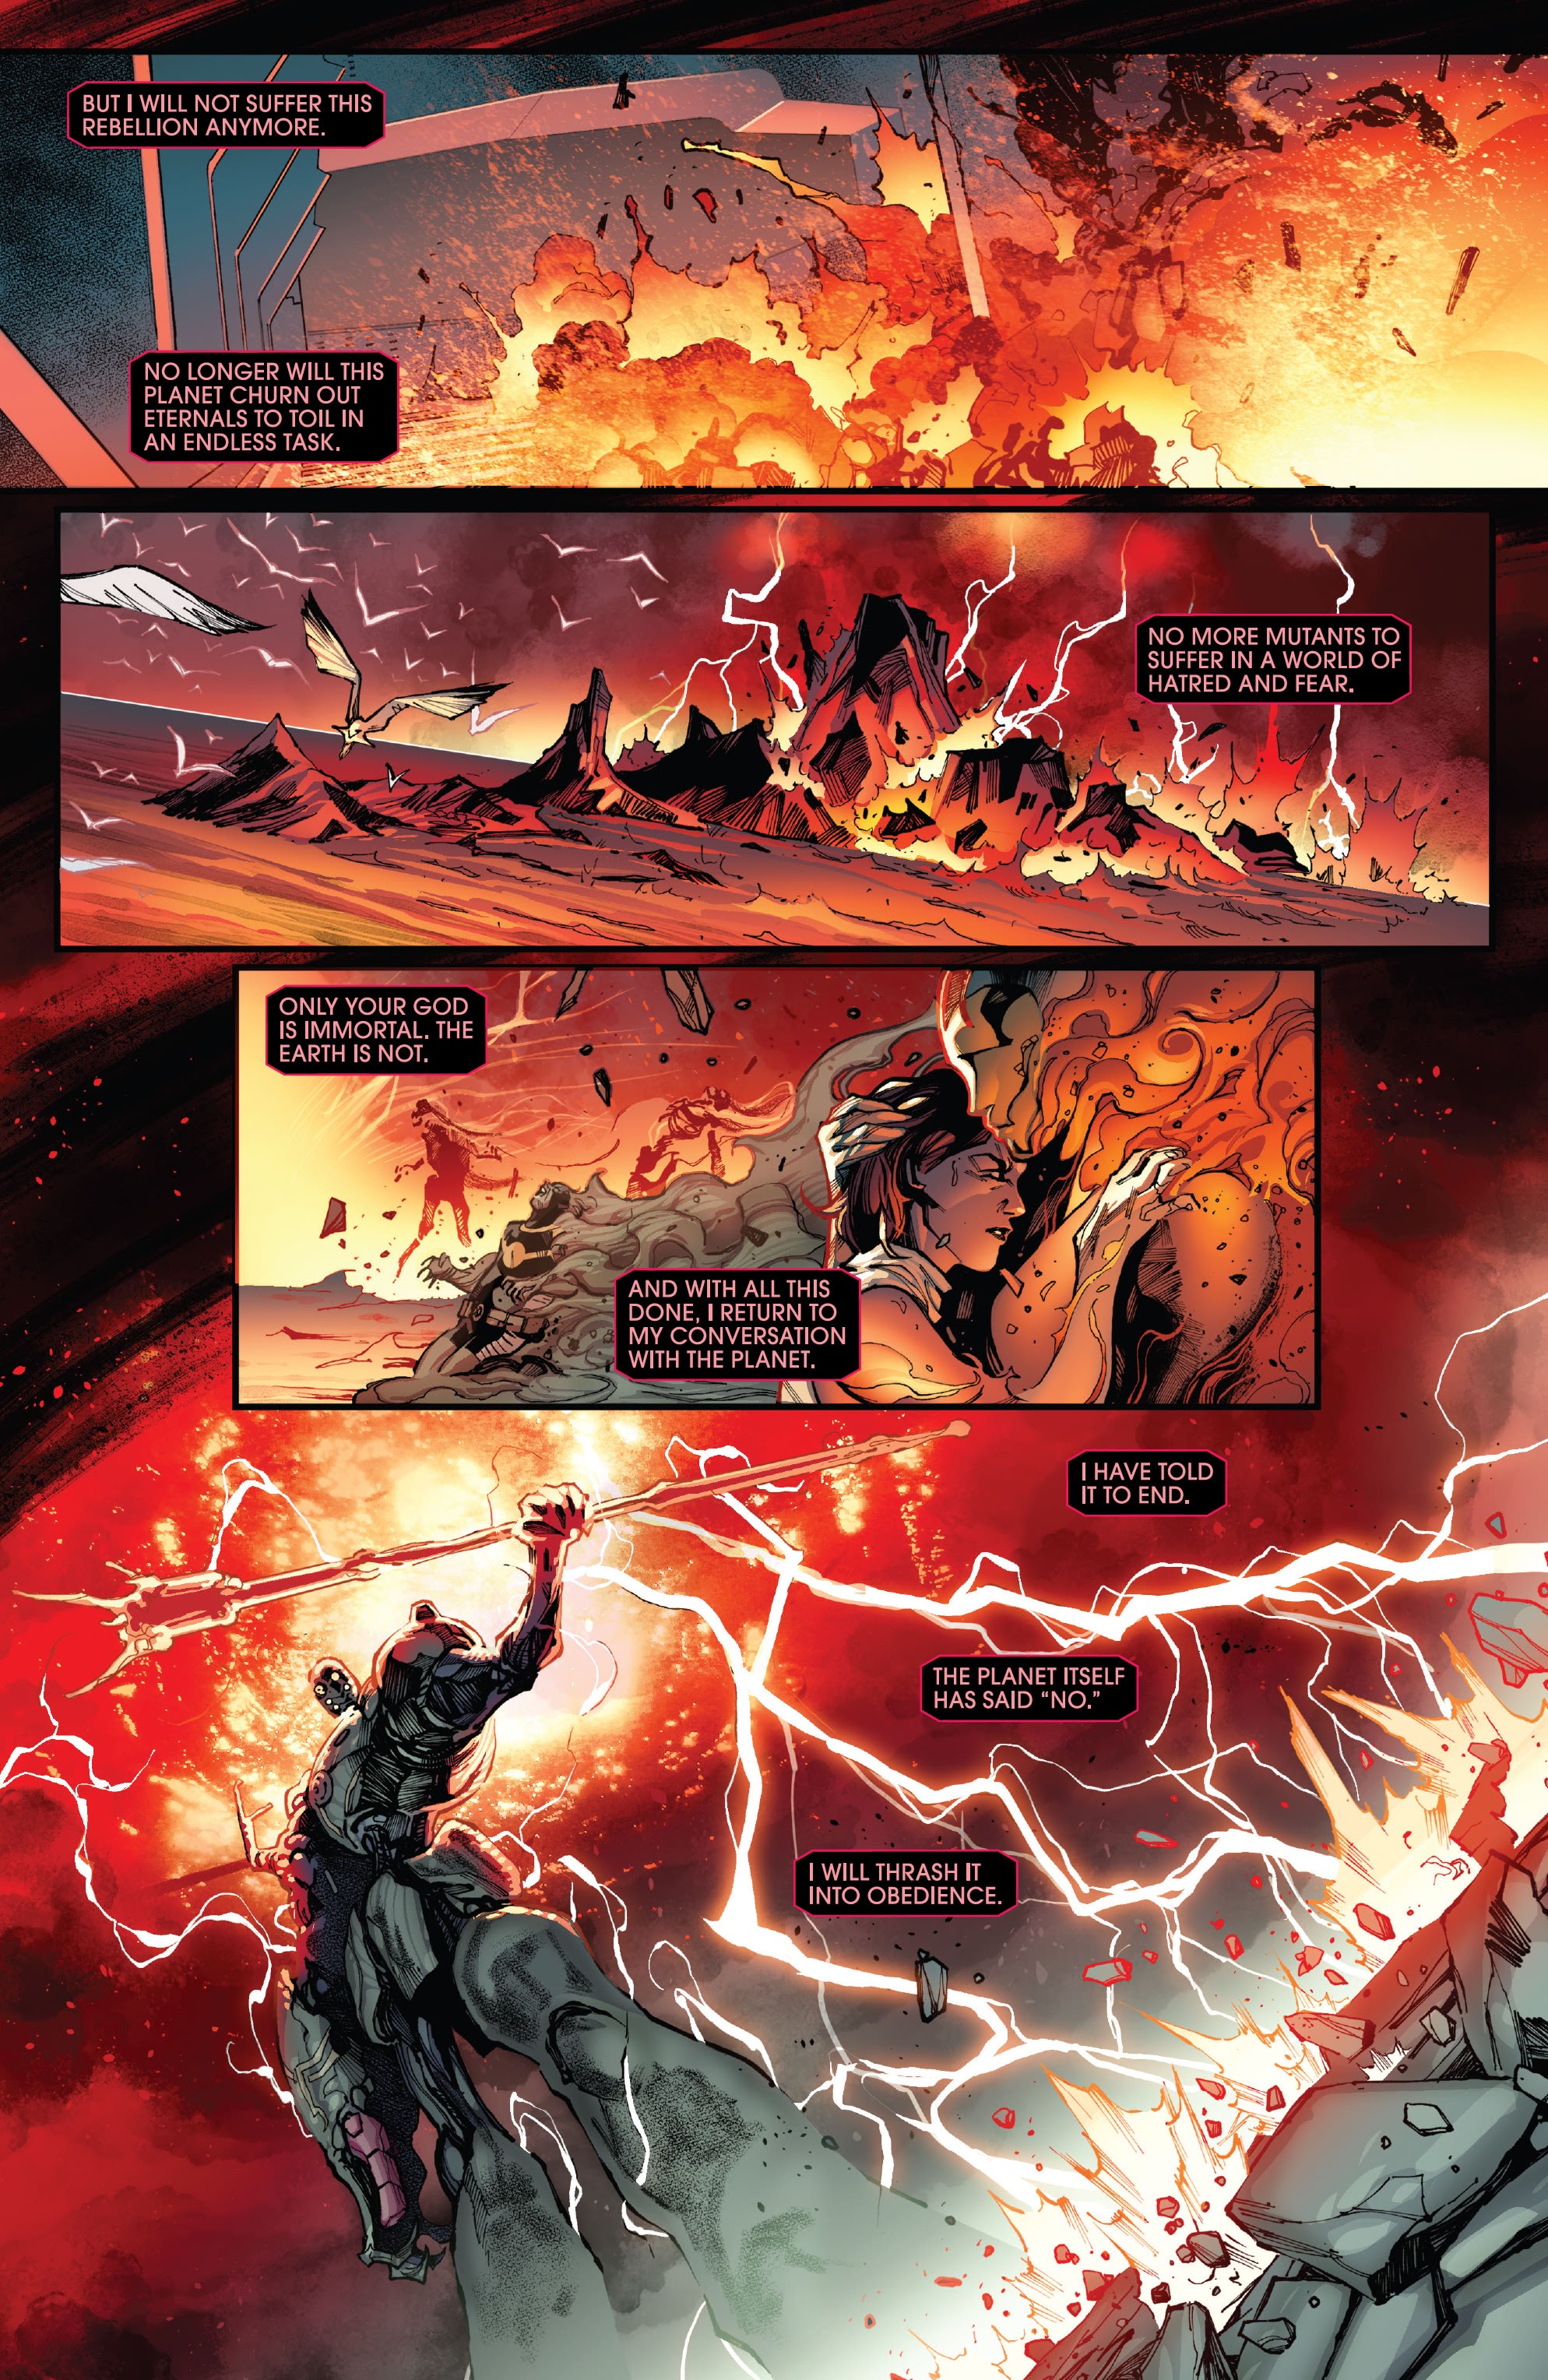 BUT I WILL NOT SUFFER THIS
REBELLION ANYMORE.
NO LONGER WILL THIS
PLANET CHURN OUT
ETERNALS TO TOIL IN
AN ENDLESS TASK.
NO MORE MUTANTS TO
SUFFER IN A WORLD OF
HATRED AND FEAR.
ONLY YOUR GOD
IS IMMORTAL. THE
EARTH IS NOT.
AND WITH ALL THIS
DONE, I RETURN TO
MY CONVERSATION
WITH THE PLANET.
I HAVE TOLD
IT TO END.
THE PLANET ITSELF
HAS SAID “NO.”
I WILL THRASH IT
INTO OBEDIENCE.